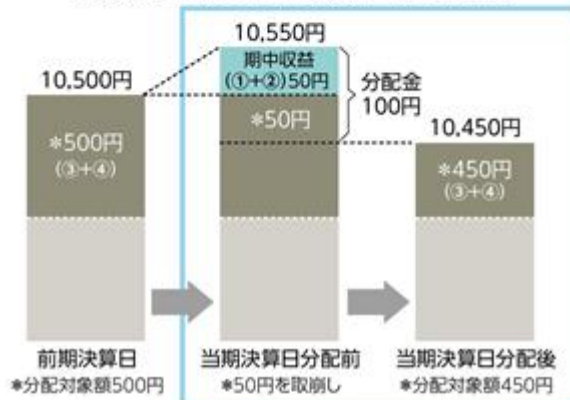 10,550円
期中収益
(①+②)50円
分配金
100円
10,500円
*500円
(③+④)
*50円
10,450円
*450円
(③+④)
前期決算日
*分配対象額500円
当期決算日分配前
*50円を取崩し
当期決算日分配後
*分配対象額450円